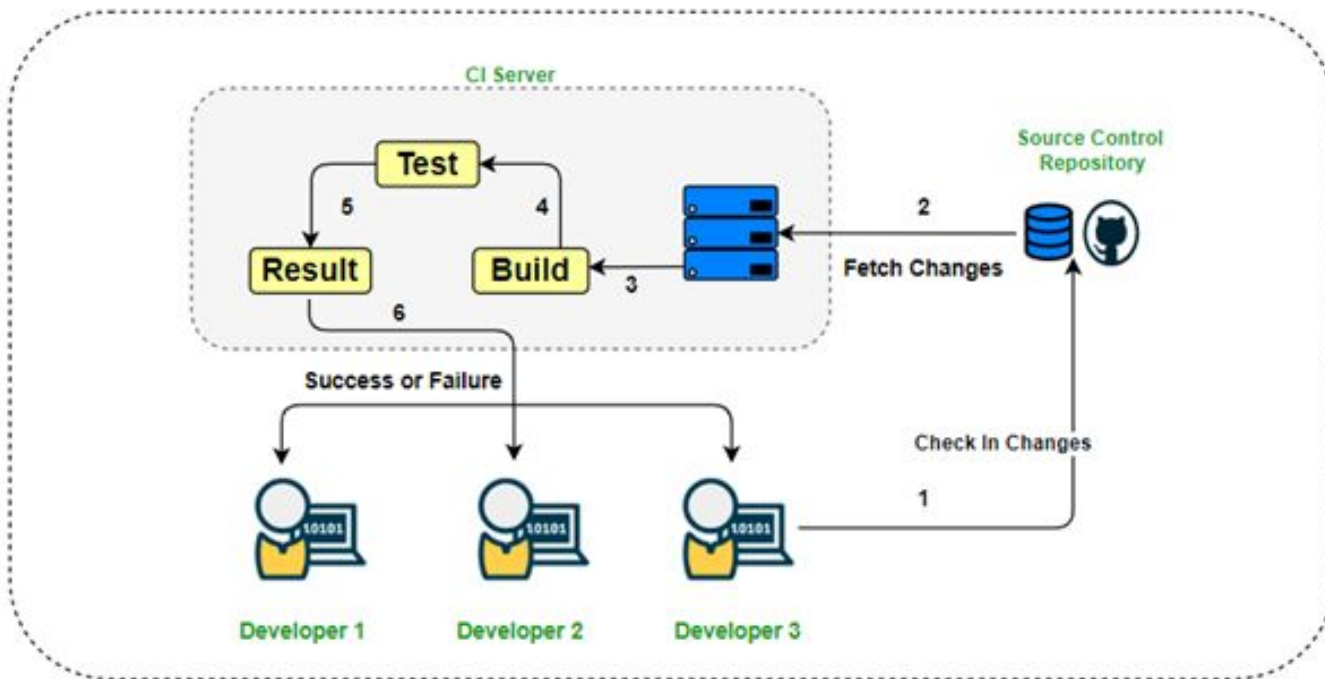 CI Server
Source Control
Repository
Test
5
4
2
Result
Build
3
Fetch Changes
6
Success or Failure
Check In Changes
1
10101
10101
10101
Developer 1
Developer 2
Developer 3